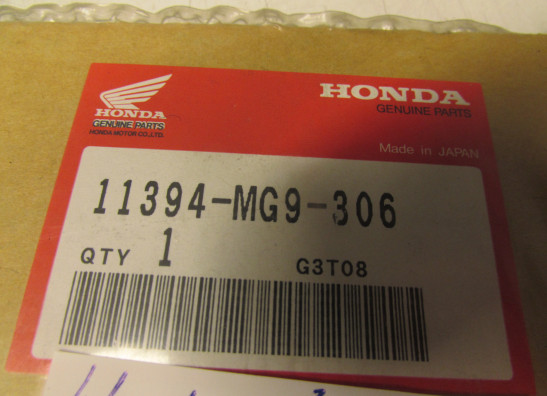 HONDA
GENUINE PARTS
HONDA MOTOR CO.,LTD.
HONDA
GENUINE PARTS
Made in JAPAN
11394-MG9-306
QTY 1 G3T08